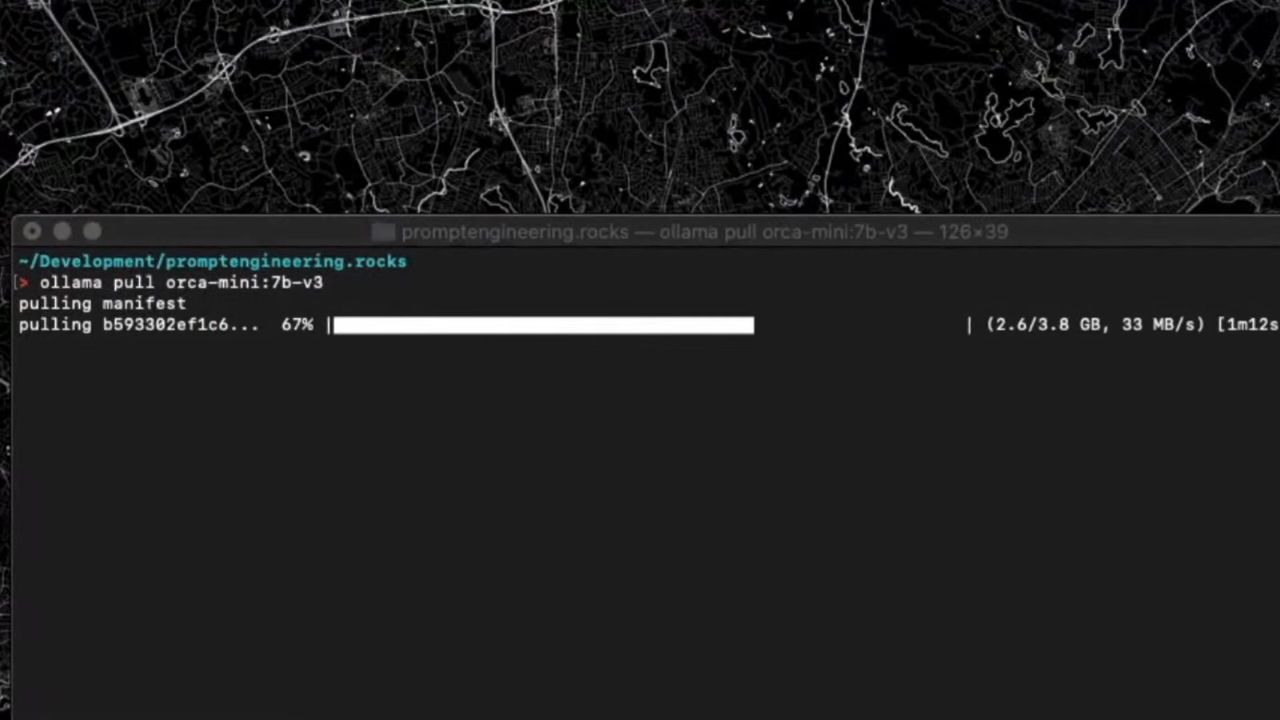 promptengineering.rocks — ollama pull orca-mini:7b-v3 — 126×39
~/Development/promptengineering.rocks
[> ollama pull orca-mini:7b-v3
pulling manifest
pulling b593302ef1c6... 67% | | (2.6/3.8 GB, 33 MB/s) [1m12s